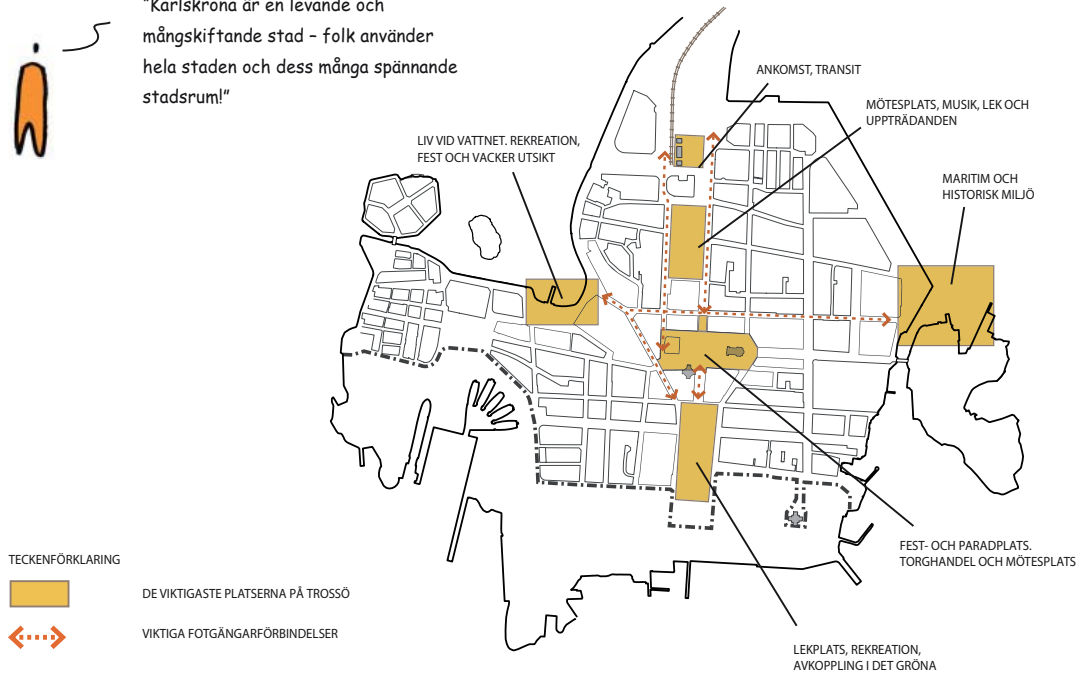 "Karlskrona är en levande och
mångskiftande stad – folk använder
hela staden och dess många spännande
stadsrum!"
ANKOMST, TRANSIT
MÖTESPLATS, MUSIK, LEK OCH
UPPTRÄDANDEN
LIV VID VATTNET. REKREATION,
FEST OCH VACKER UTSIKT
MARITIM OCH
HISTORISK MILJÖ
FEST- OCH PARADPLATS.
TORGHANDEL OCH MÖTESPLATS
LEKPLATS, REKREATION,
AVKOPPLING I DET GRÖNA
TECKENFÖRKLARING
DE VIKTIGASTE PLATSERNA PÅ TROSSÖ
VIKTIGA FOTGÄNGARFÖRBINDELSER